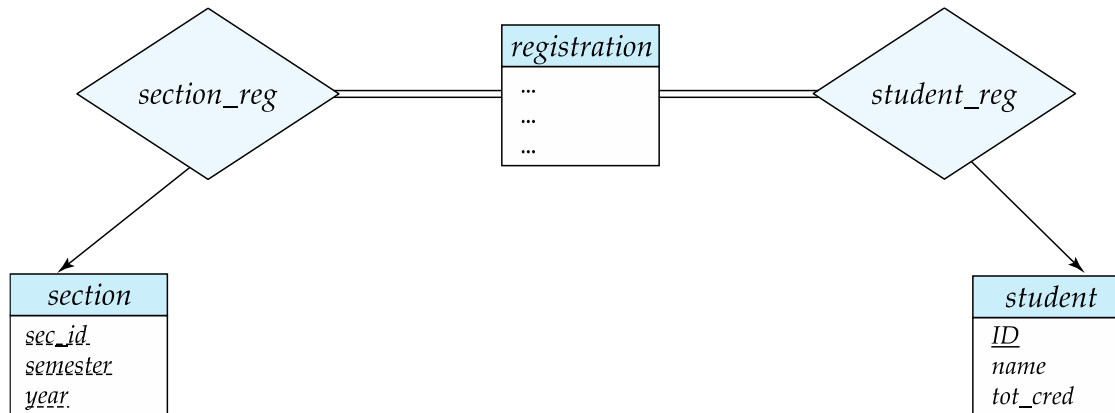 section_reg
registration
...
...
...
student_reg
section
sec_id
semester
year
student
ID
name
tot_cred